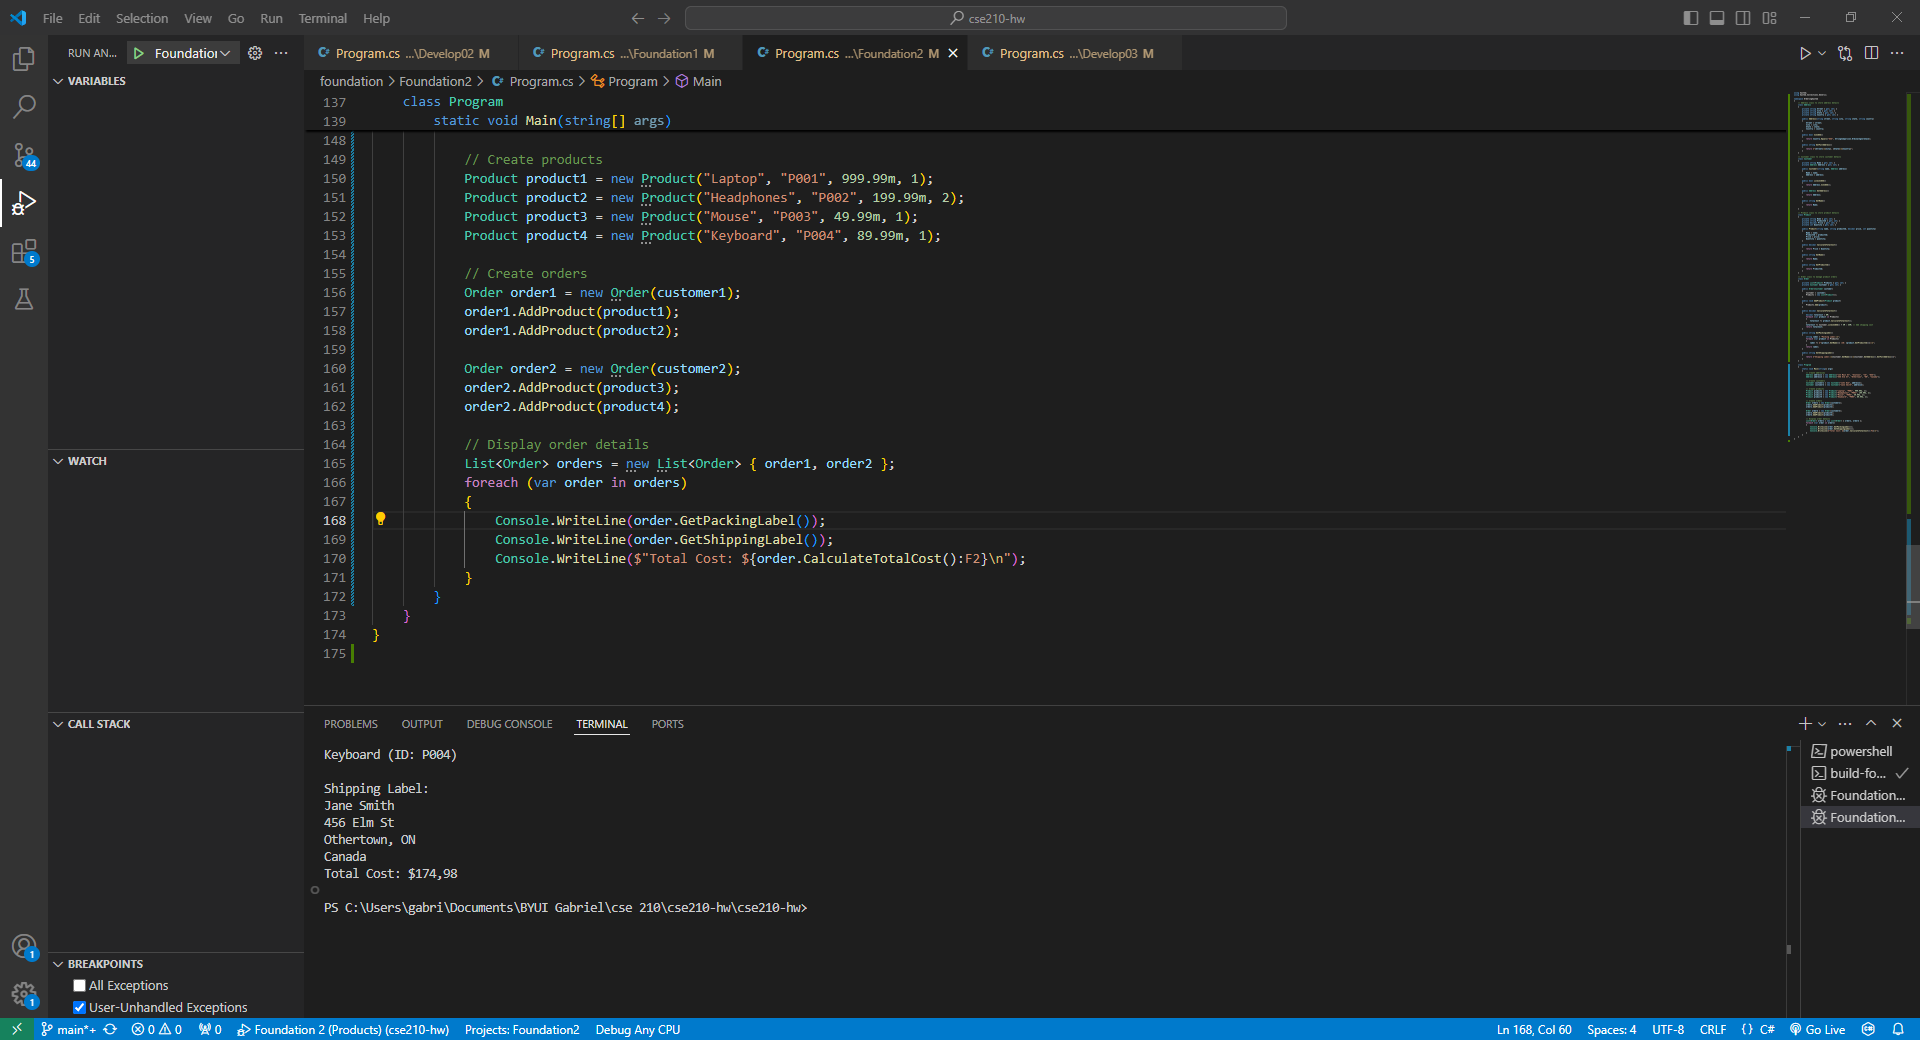 File Edit Selection View Go Run Terminal Help
cse210-hw
RUN AN... Foundation
Program.cs ...\Develop02 M
Program.cs ...\Foundation1 M
Program.cs ...\Foundation2 M
Program.cs ...\Develop03 M
foundation > Foundation2 > Program.cs > Program > Main
VARIABLES
WATCH
CALL STACK
BREAKPOINTS
All Exceptions
User-Unhandled Exceptions
44
5
1
1
137 class Program
139 static void Main(string[] args)
148
149 // Create products
150 Product product1 = new Product("Laptop", "P001", 999.99m, 1);
151 Product product2 = new Product("Headphones", "P002", 199.99m, 2);
152 Product product3 = new Product("Mouse", "P003", 49.99m, 1);
153 Product product4 = new Product("Keyboard", "P004", 89.99m, 1);
154
155 // Create orders
156 Order order1 = new Order(customer1);
157 order1.AddProduct(product1);
158 order1.AddProduct(product2);
159
160 Order order2 = new Order(customer2);
161 order2.AddProduct(product3);
162 order2.AddProduct(product4);
163
164 // Display order details
165 List<Order> orders = new List<Order> { order1, order2 };
166 foreach (var order in orders)
167 {
168 Console.WriteLine(order.GetPackingLabel());
169 Console.WriteLine(order.GetShippingLabel());
170 Console.WriteLine($"Total Cost: ${order.CalculateTotalCost():F2}\n");
171 }
172 }
173 }
174 }
175
PROBLEMS OUTPUT DEBUG CONSOLE TERMINAL PORTS
Keyboard (ID: P004)
Shipping Label:
Jane Smith
456 Elm St
Othertown, ON
Canada
Total Cost: $174,98
PS C:\Users\gabri\Documents\BYUI Gabriel\cse 210\cse210-hw\cse210-hw>
powershell
build-fo...
Foundation...
Foundation...
main*+ 0 0 0 Foundation 2 (Products) (cse210-hw) Projects: Foundation2 Debug Any CPU
Ln 168, Col 60 Spaces: 4 UTF-8 CRLF {} C# Go Live